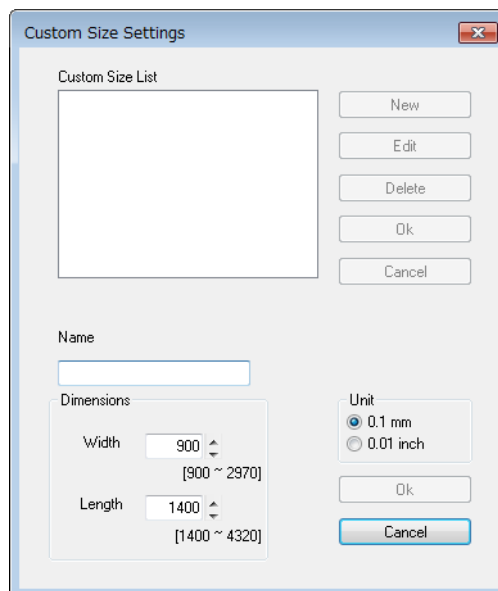 Custom Size Settings
Custom Size List
New
Edit
Delete
Ok
Cancel
Name
Dimensions
Width 900
[900 ~ 2970]
Length 1400
[1400 ~ 4320]
Unit
0.1 mm
0.01 inch
Ok
Cancel